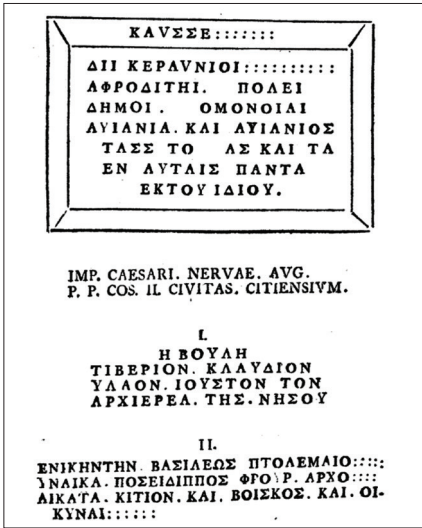 ΚΑΥΣΣΕ:::::::
ΔΙΙ ΚΕΡΑΥΝΙΟΙ::::::::::
ΑΦΡΟΔΙΤΗΙ. ΠΟΛΕΙ
ΔΗΜΟΙ. ΟΜΟΝΟΙΑΙ
ΑΥΙΑΝΙΑ. ΚΑΙ ΑΥΙΑΝΙΟΣ
ΤΑΣΣ ΤΟ ΑΣ ΚΑΙ ΤΑ
ΕΝ ΑΥΤΑΙΣ ΠΑΝΤΑ
ΕΚΤΟΥ ΙΔΙΟΥ.
IMP. CAESARI. NERVAE. AVG.
P. P. COS. II. CIVITAS. CITIENSIVM.
I.
Η ΒΟΥΛΗ
ΤΙΒΕΡΙΟΝ. ΚΛΑΥΔΙΟΝ
ΥΛΛΟΝ. ΙΟΥΣΤΟΝ ΤΟΝ
ΑΡΧΙΕΡΕΑ. ΤΗΣ. ΝΗΣΟΥ
II.
ΕΝΙΚΗΝΤΗΝ. ΒΑΣΙΛΕΩΣ ΠΤΟΛΕΜΑΙΟ:::::
ΥΝΑΙΚΑ. ΠΟΣΕΙΔΙΠΠΟΣ ΦΓΟΥΡ. ΑΡΧΟ::::
ΑΙΚΑΤΑ. ΚΙΤΙΟΝ. ΚΑΙ. ΒΟΙΣΚΟΣ. ΚΑΙ. ΟΙ-
ΚΥΝΑΙ::::::